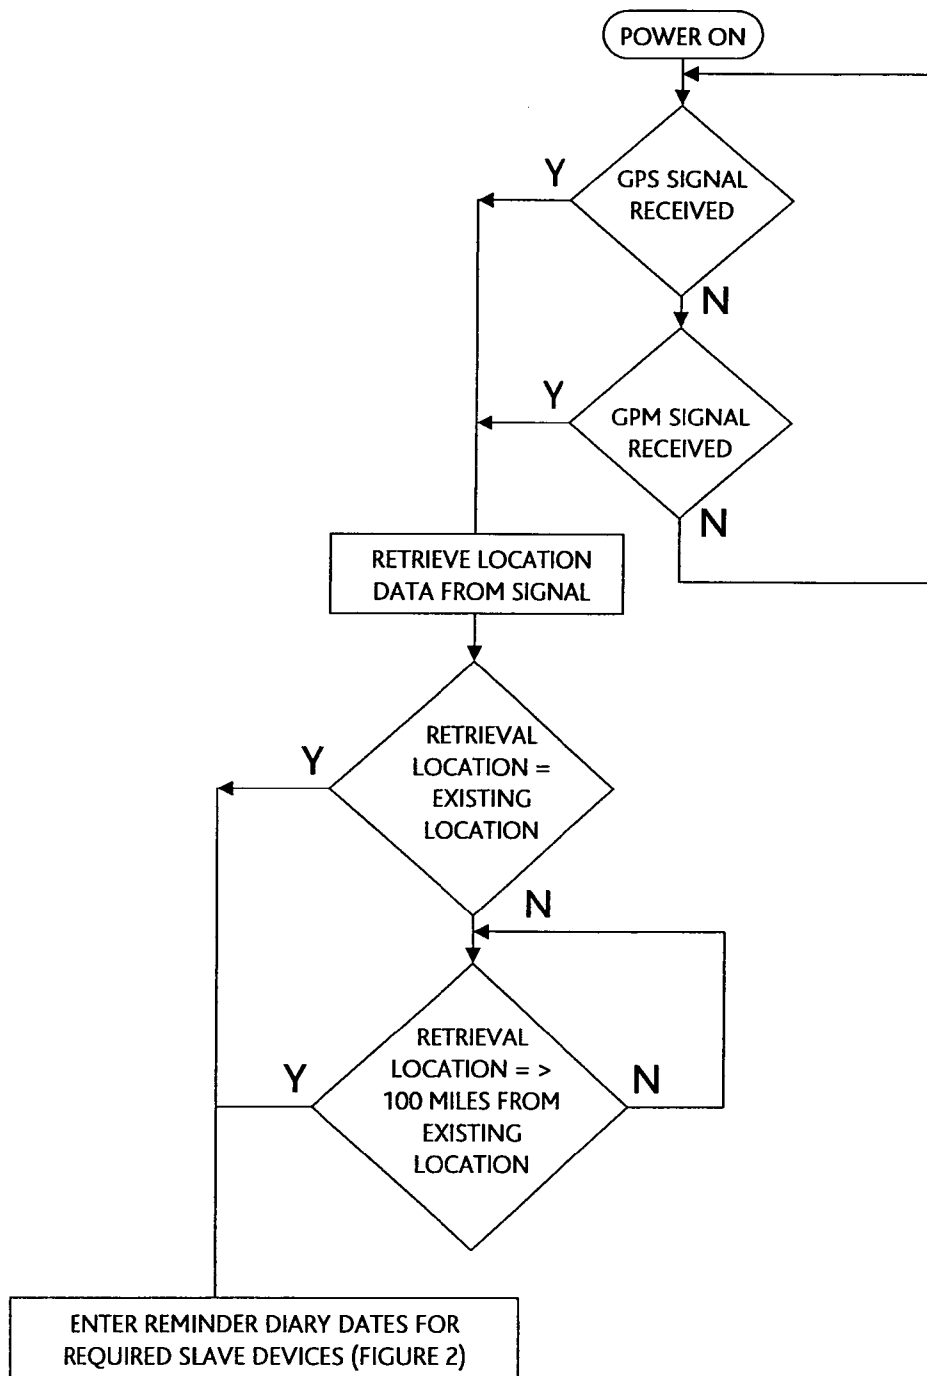 POWER ON
Y
GPS SIGNAL
RECEIVED
N
Y
GPM SIGNAL
RECEIVED
N
RETRIEVE LOCATION
DATA FROM SIGNAL
Y
RETRIEVAL
LOCATION =
EXISTING
LOCATION
N
Y
RETRIEVAL
LOCATION = >
100 MILES FROM
EXISTING
LOCATION
N
ENTER REMINDER DIARY DATES FOR
REQUIRED SLAVE DEVICES (FIGURE 2)